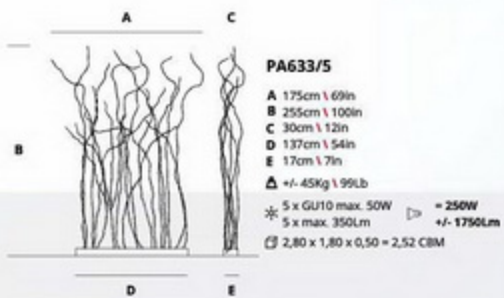 A C
PA633/5
A 175cm \ 69in
B 255cm \ 100in
C 30cm \ 12in
D 137cm \ 54in
E 17cm \ 7in
B
+/- 45Kg \ 99Lb
5 x GU10 max. 50W = 250W
5 x max. 350Lm +/- 1750Lm
2,80 x 1,80 x 0,50 = 2,52 CBM
D E